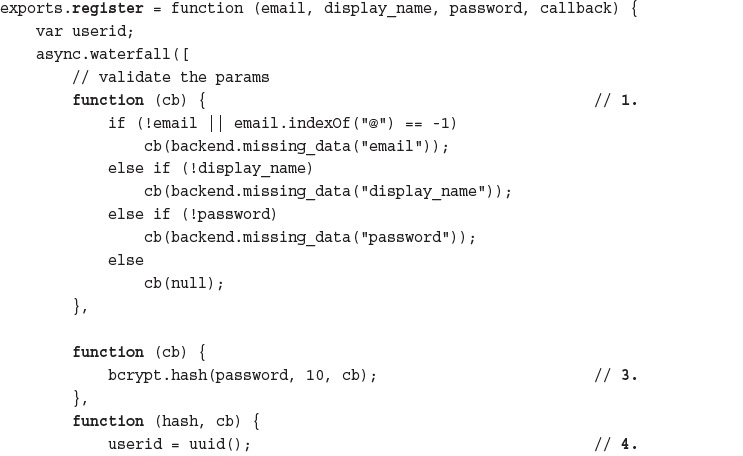 exports.register = function (email, display_name, password, callback) {
    var userid;
    async.waterfall([
        // validate the params
        function (cb) {                                           // 1.
            if (!email || email.indexOf("@") == -1)
                cb(backend.missing_data("email"));
            else if (!display_name)
                cb(backend.missing_data("display_name"));
            else if (!password)
                cb(backend.missing_data("password"));
            else
                cb(null);
        },

        function (cb) {
            bcrypt.hash(password, 10, cb);                        // 3.
        },
        function (hash, cb) {
            userid = uuid();                                      // 4.